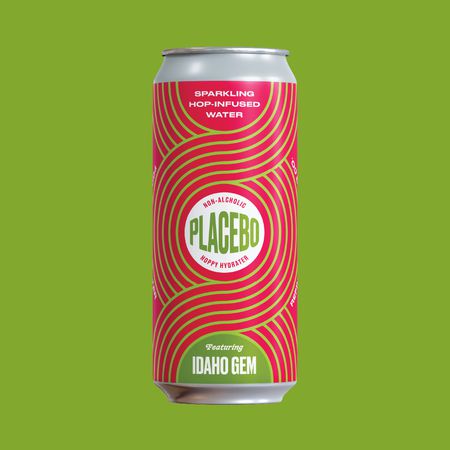 SPARKLING
HOP-INFUSED
WATER
NON-ALCHOLIC
PLACEBO
HOPPY HYDRATER
Featuring
IDAHO GEM